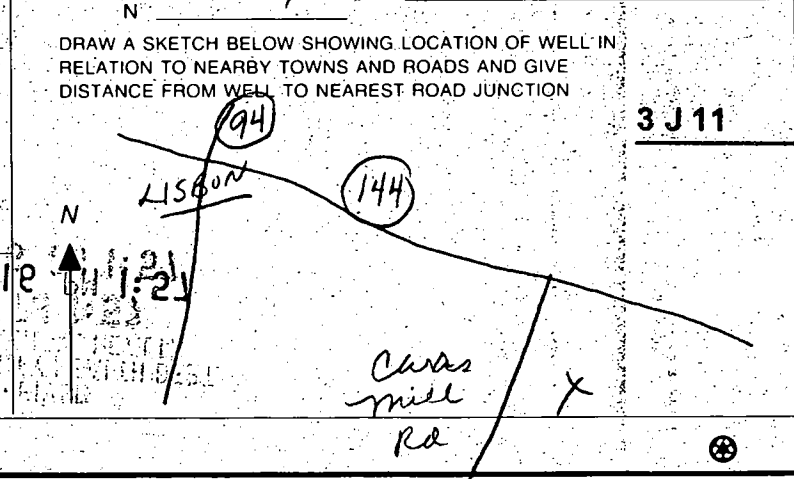 N
DRAW A SKETCH BELOW SHOWING LOCATION OF WELL IN
RELATION TO NEARBY TOWNS AND ROADS AND GIVE
DISTANCE FROM WELL TO NEAREST ROAD JUNCTION
3 J 11
94
LISBON
144
N
Mill
Rd
X